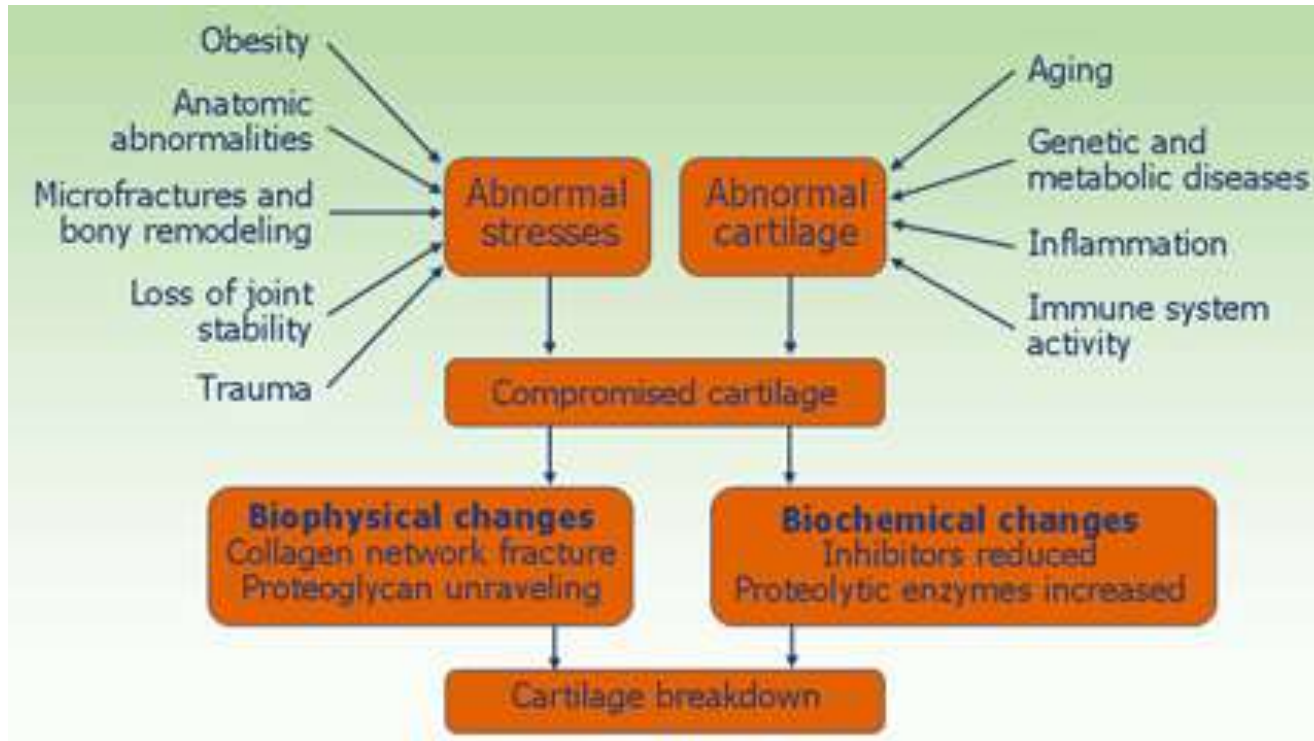 Obesity
Anatomic
abnormalities
Microfractures and
bony remodeling
Loss of joint
stability
Trauma
Abnormal
stresses
Abnormal
cartilage
Aging
Genetic and
metabolic diseases
Inflammation
Immune system
activity
Compromised cartilage
Biophysical changes
Collagen network fracture
Proteoglycan unraveling
Biochemical changes
Inhibitors reduced
Proteolytic enzymes increased
Cartilage breakdown